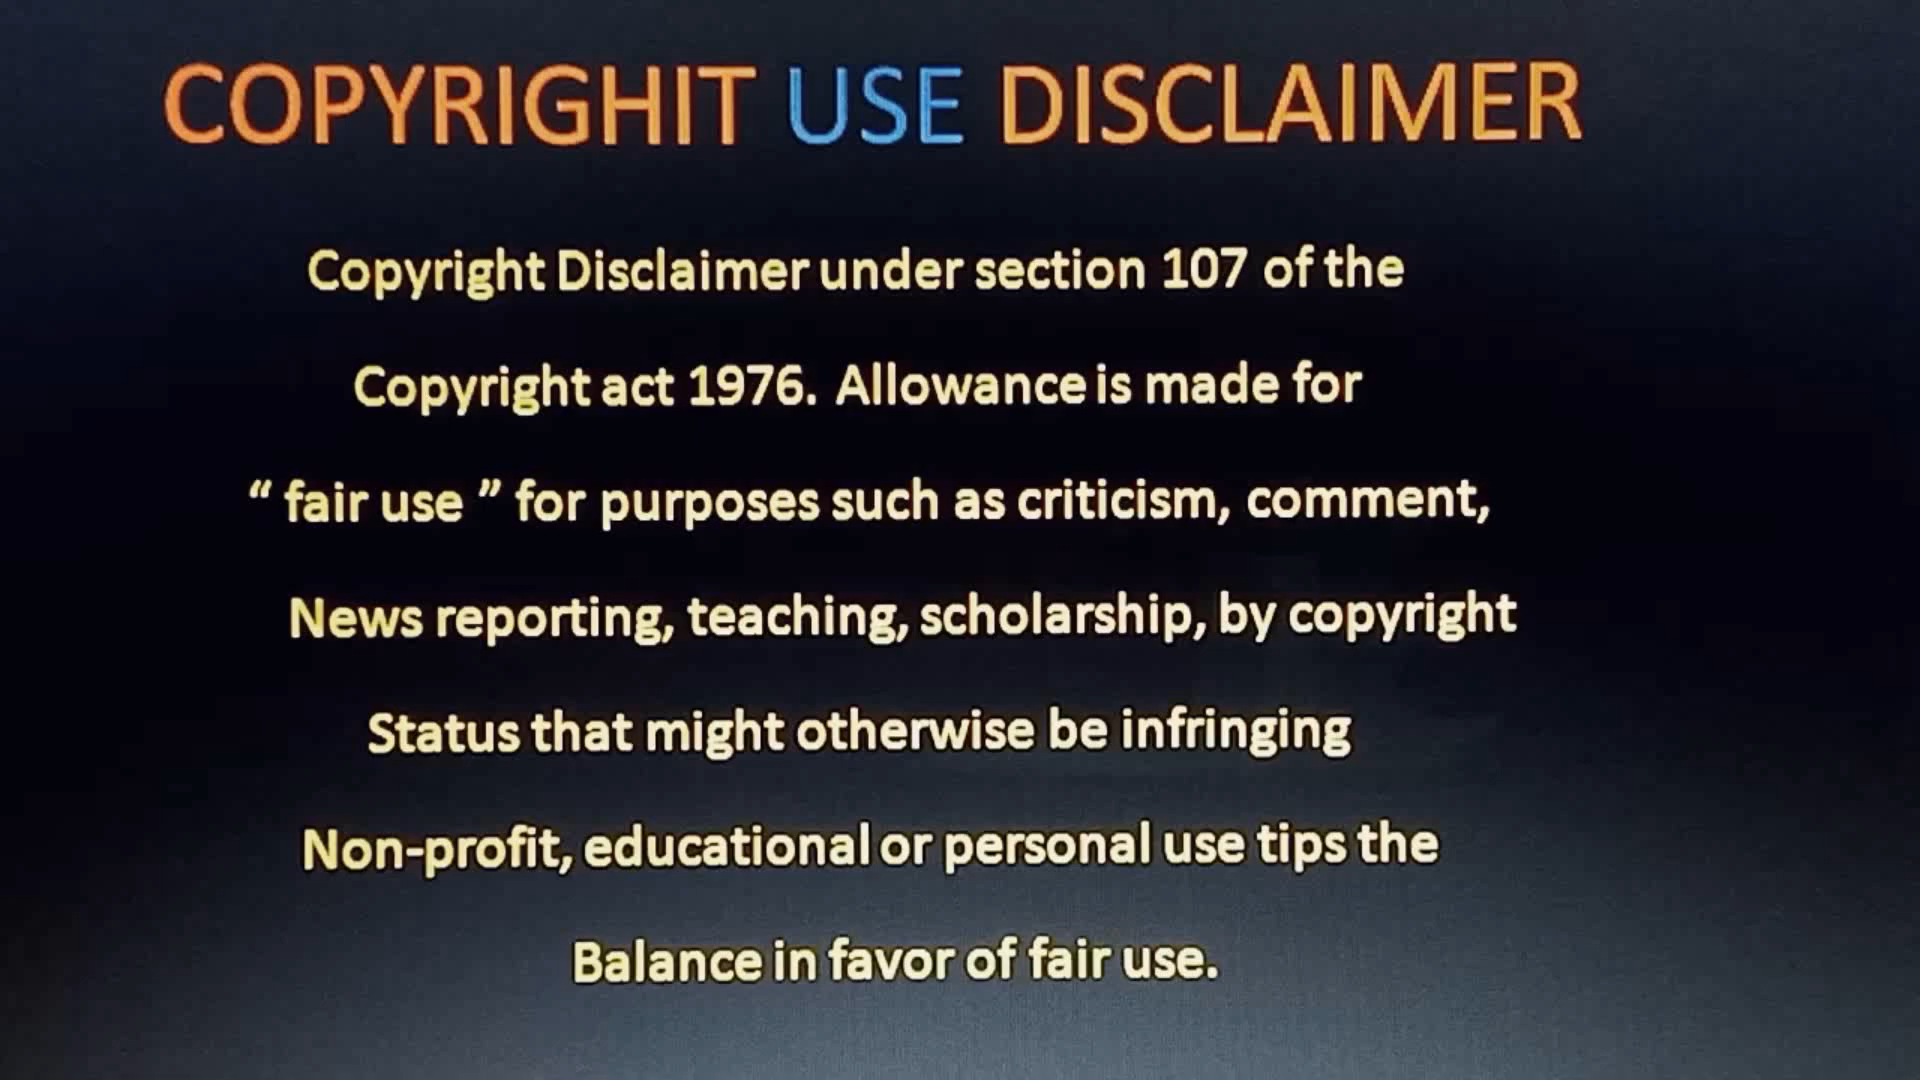 COPYRIGHIT USE DISCLAIMER
Copyright Disclaimer under section 107 of the
Copyright act 1976. Allowance is made for
“ fair use ” for purposes such as criticism, comment,
News reporting, teaching, scholarship, by copyright
Status that might otherwise be infringing
Non-profit, educational or personal use tips the
Balance in favor of fair use.